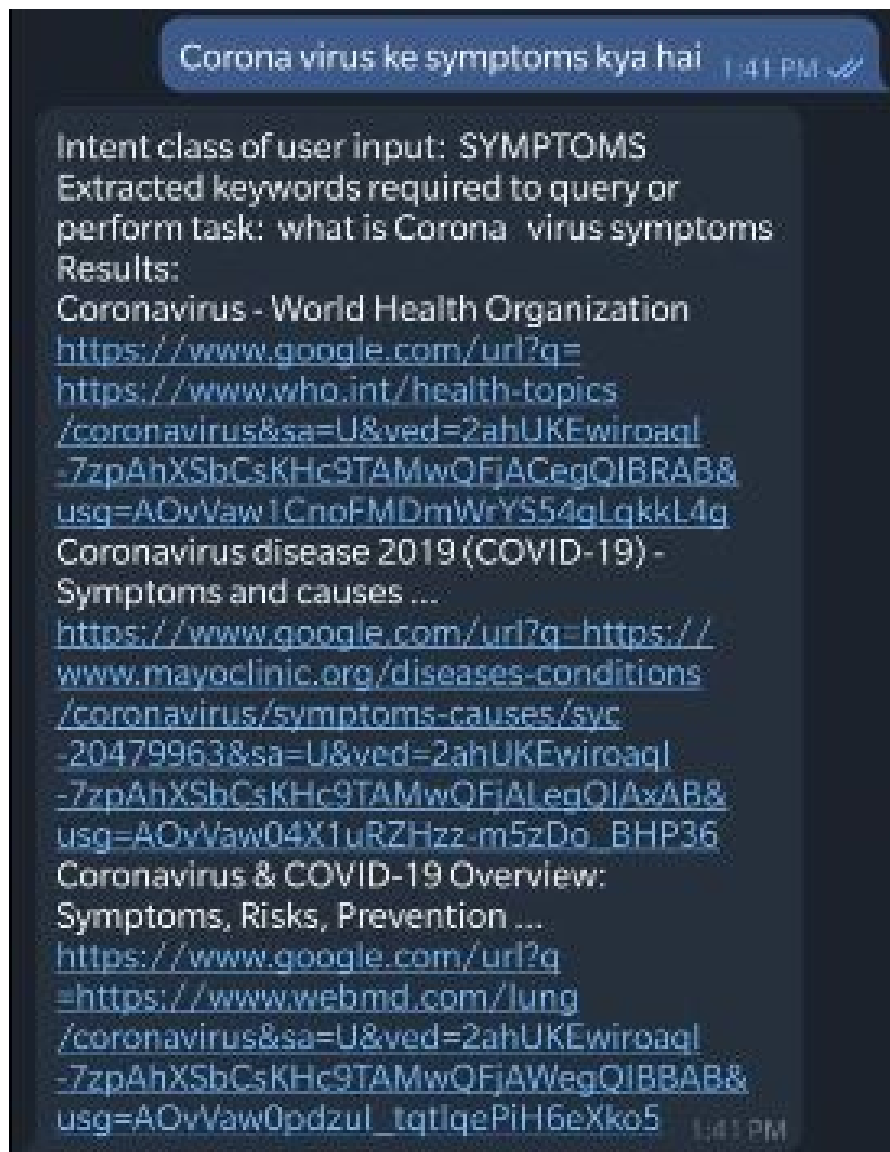 Corona virus ke symptoms kya hai 1:41 PM
Intent class of user input: SYMPTOMS
Extracted keywords required to query or
perform task: what is Corona virus symptoms
Results:
Coronavirus - World Health Organization
https://www.google.com/url?q=
https://www.who.int/health-topics
/coronavirus&sa=U&ved=2ahUKEwiroaqI
-7zpAhXSbCsKHc9TAMwQFjACegQIBRAB&
usg=AOvVaw1CnoFMDmWrYS54gLqkkL4g
Coronavirus disease 2019 (COVID-19) -
Symptoms and causes ...
https://www.google.com/url?q=https://
www.mayoclinic.org/diseases-conditions
/coronavirus/symptoms-causes/syc
-20479963&sa=U&ved=2ahUKEwiroaqI
-7zpAhXSbCsKHc9TAMwQFjALegQIAxAB&
usg=AOvVaw04X1uRZHzz-m5zDo_BHP36
Coronavirus & COVID-19 Overview:
Symptoms, Risks, Prevention ...
https://www.google.com/url?q
=https://www.webmd.com/lung
/coronavirus&sa=U&ved=2ahUKEwiroaqI
-7zpAhXSbCsKHc9TAMwQFjAWegQIBBAB&
usg=AOvVaw0pdzuI_tqtIqePiH6eXko5 1:41 PM